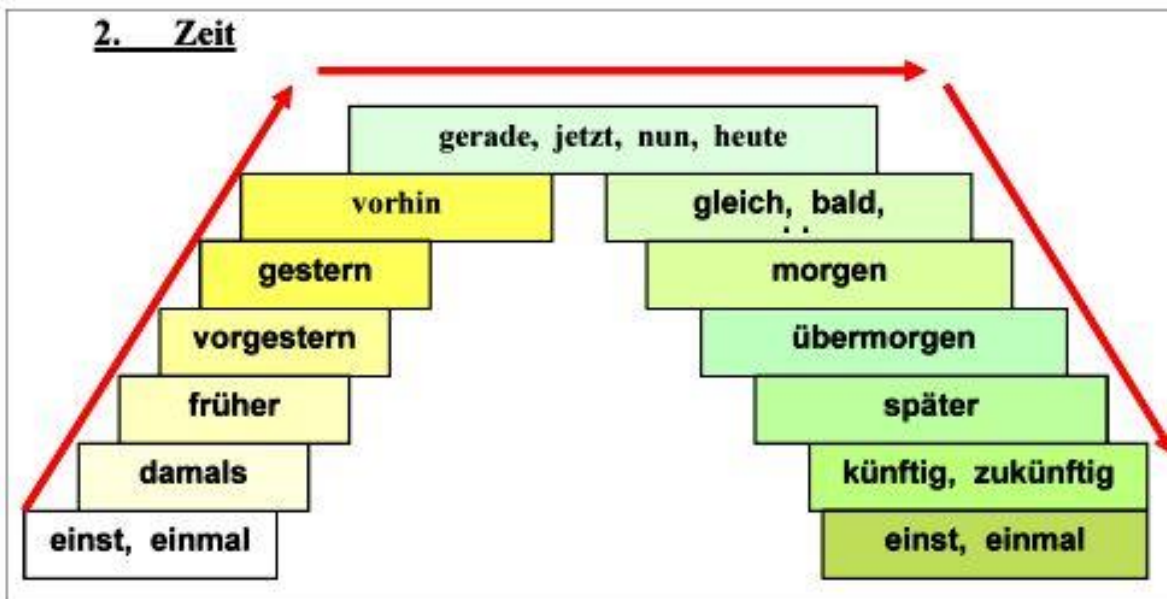 2. Zeit
gerade, jetzt, nun, heute
vorhin
gleich, bald,
gestern
morgen
vorgestern
übermorgen
früher
später
damals
künftig, zukünftig
einst, einmal
einst, einmal